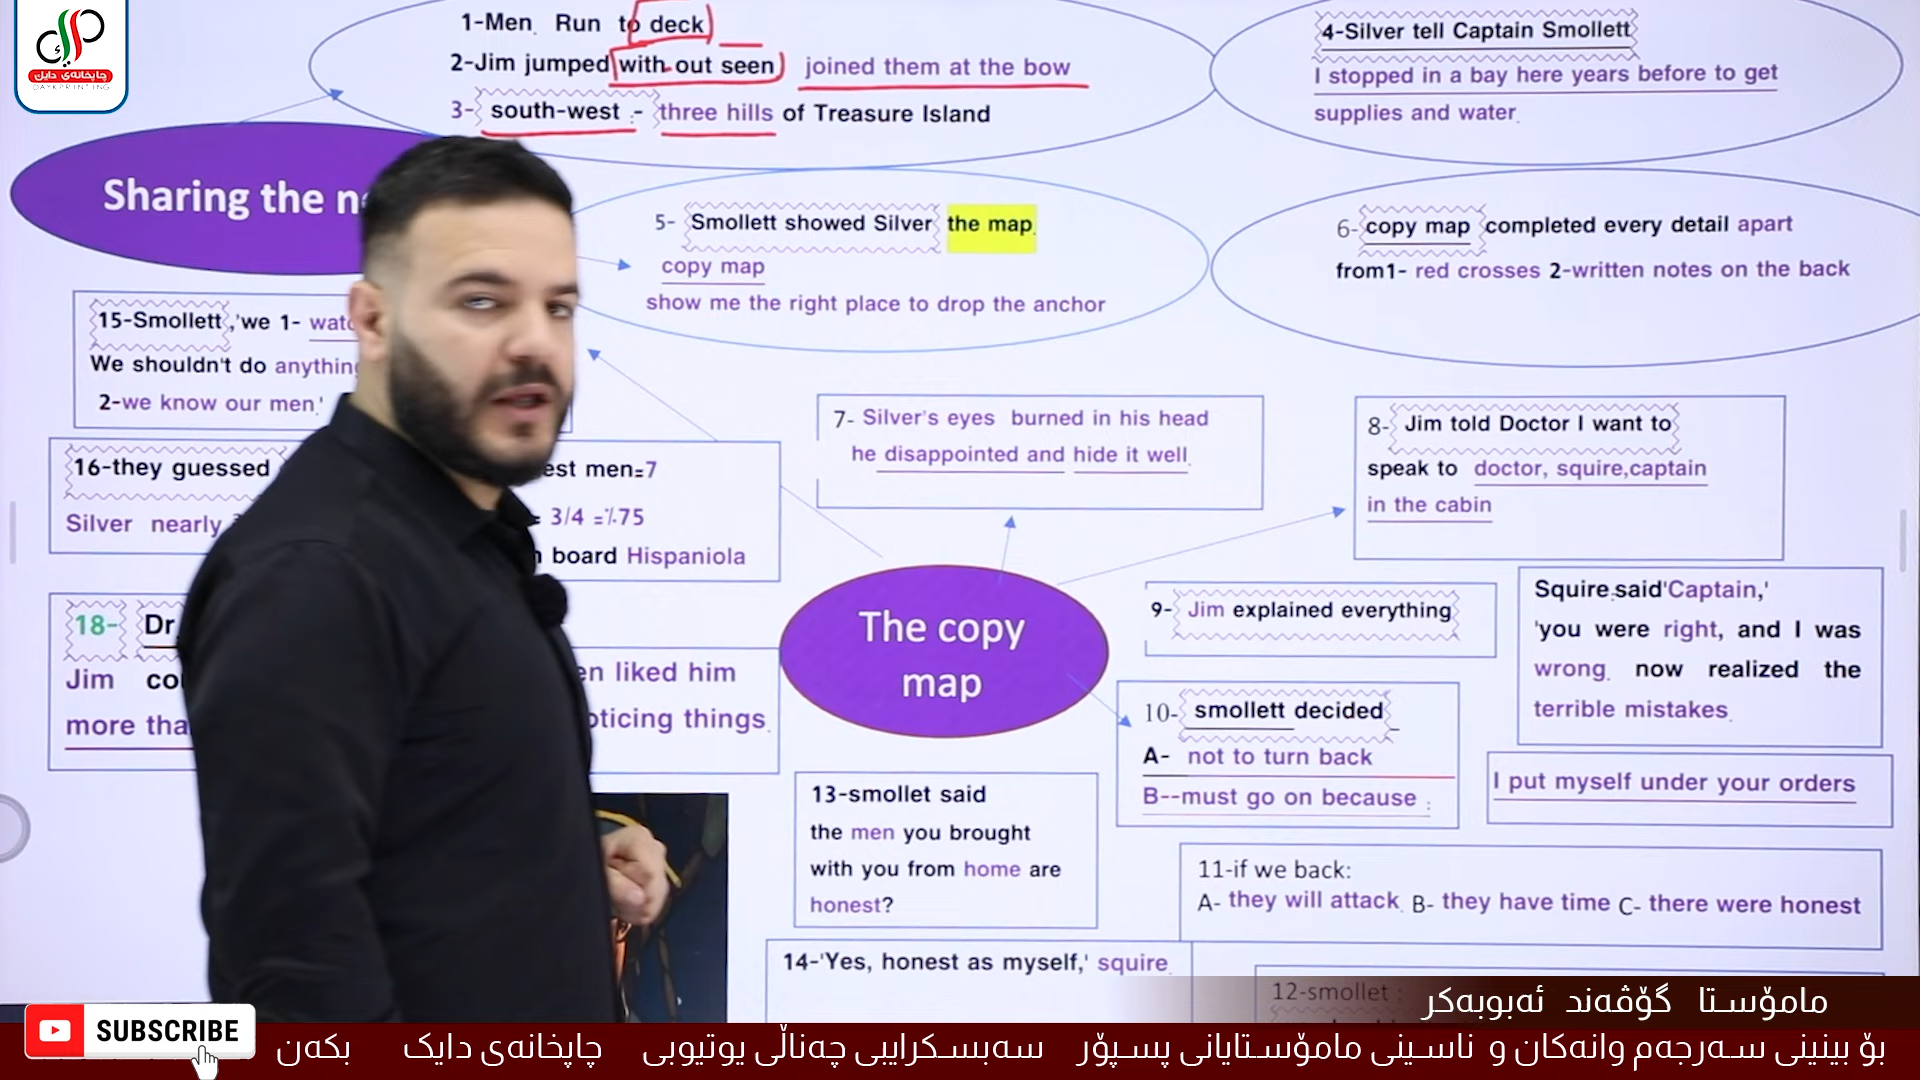 چاپخانەی دایک
DAYKPRINTING
1-Men. Run to deck
2-Jim jumped with out seen joined them at the bow
3- south-west - three hills of Treasure Island
4-Silver tell Captain Smollett
I stopped in a bay here years before to get
supplies and water.
Sharing the
5- Smollett showed Silver the map.
copy map
show me the right place to drop the anchor
6- copy map completed every detail apart
from1- red crosses 2-written notes on the back
15-Smollett ,'we 1-
We shouldn't do anything
2-we know our men.'
7- Silver's eyes burned in his head
he disappointed and hide it well.
8- Jim told Doctor I want to
speak to doctor, squire,captain
in the cabin
16-they guessed
Silver nearly
est men=7
= 3/4 =٪75
board Hispaniola
The copy
map
9- Jim explained everything
Squire.said'Captain,'
'you were right, and I was
wrong. now realized the
terrible mistakes.
10- smollett decided
A- not to turn back
B--must go on because :
I put myself under your orders
18- Dr
Jim
more
liked him
noticing things.
13-smollet said
the men you brought
with you from home are
honest?
11-if we back:
A- they will attack. B- they have time C- there were honest
14-'Yes, honest as myself,' squire.
12-smollet :
مامۆستا گۆڤەند ئەبوبەکر
SUBSCRIBE
بۆ بینینی سەرجەم وانەکان و ناسینی مامۆستایانی پسپۆر سەبسکرایبی چەناڵی یوتیوبی چاپخانەی دایک بکەن